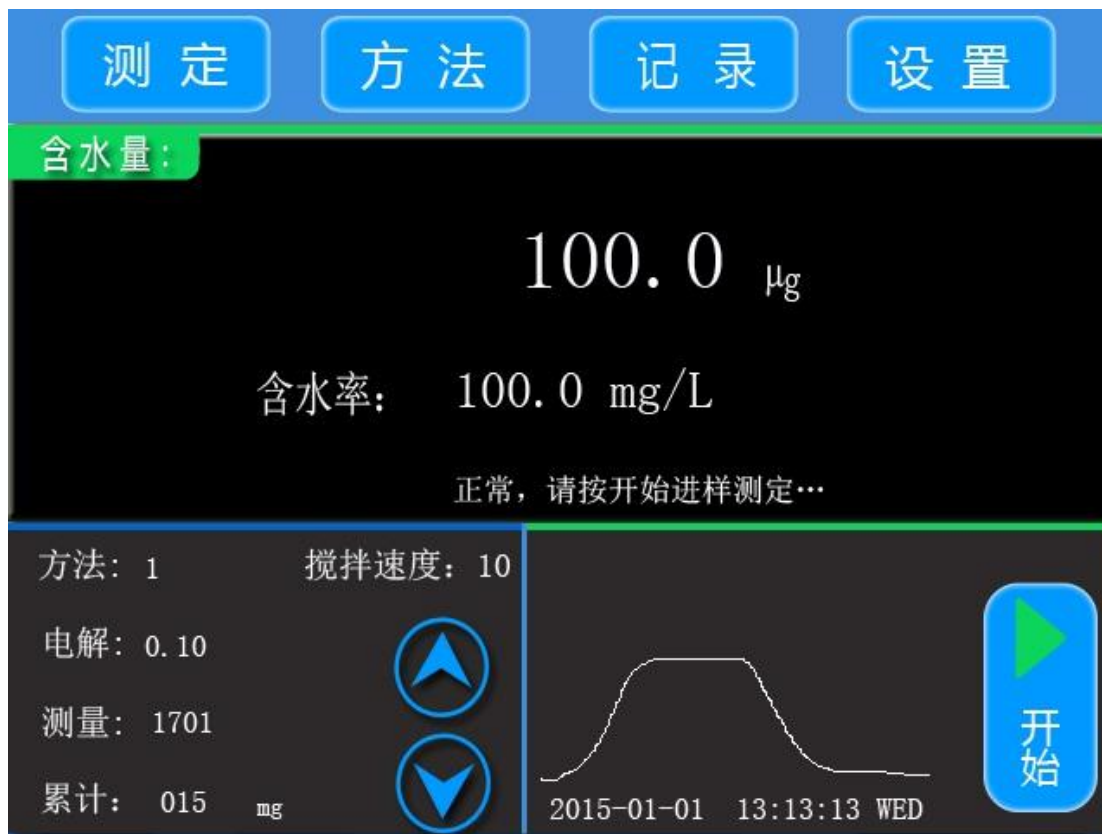 测定 方法 记录 设置
含水量:
100.0 μg
含水率: 100.0 mg/L
正常，请按开始进样测定…
方法: 1 搅拌速度: 10
电解: 0.10
测量: 1701
累计: 015 mg
开始
2015-01-01 13:13:13 WED